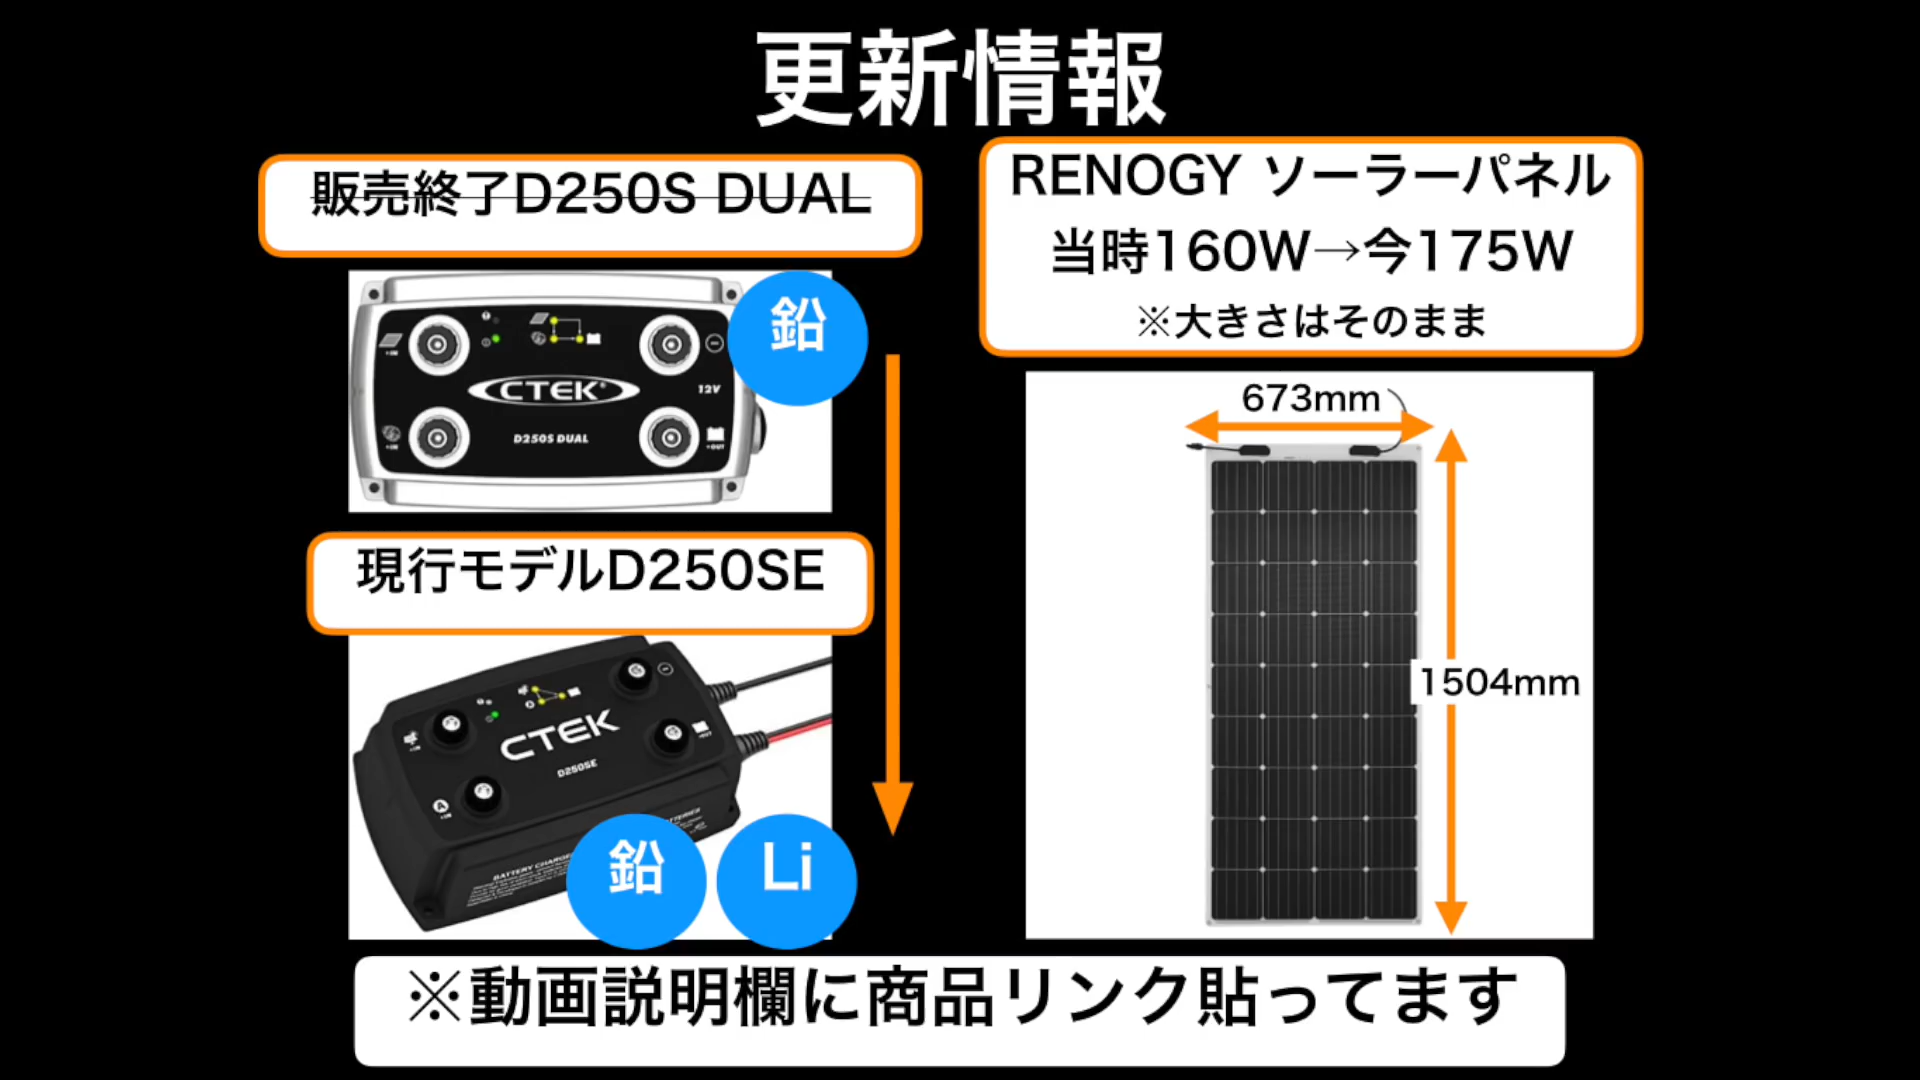 更新情報
販売終了D250S DUAL
RENOGY ソーラーパネル
当時160W→今175W
※大きさはそのまま
鉛
CTEK
12V
D250S DUAL
+IN
+OUT
現行モデルD250SE
CTEK
D250SE
BATTERY CHARGE
鉛
Li
673mm
1504mm
※動画説明欄に商品リンク貼ってます